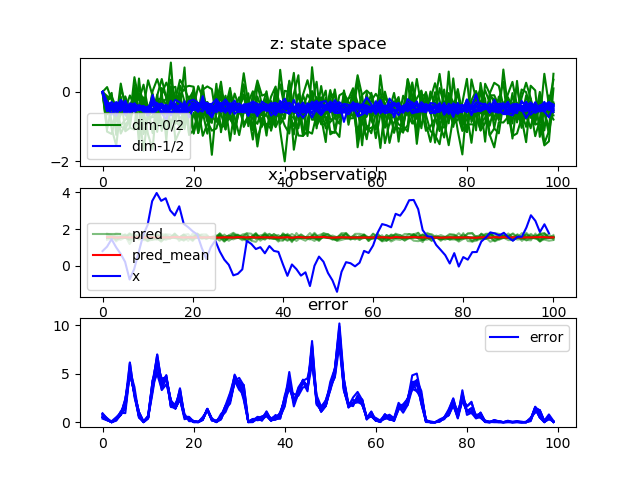 z: state space
0
−2
dim-0/2
dim-1/2
0 20 40 60 80 100
x: observation
4
2
0
pred
pred_mean
x
0 20 40 60 80 100
error
10
5
0
error
0 20 40 60 80 100